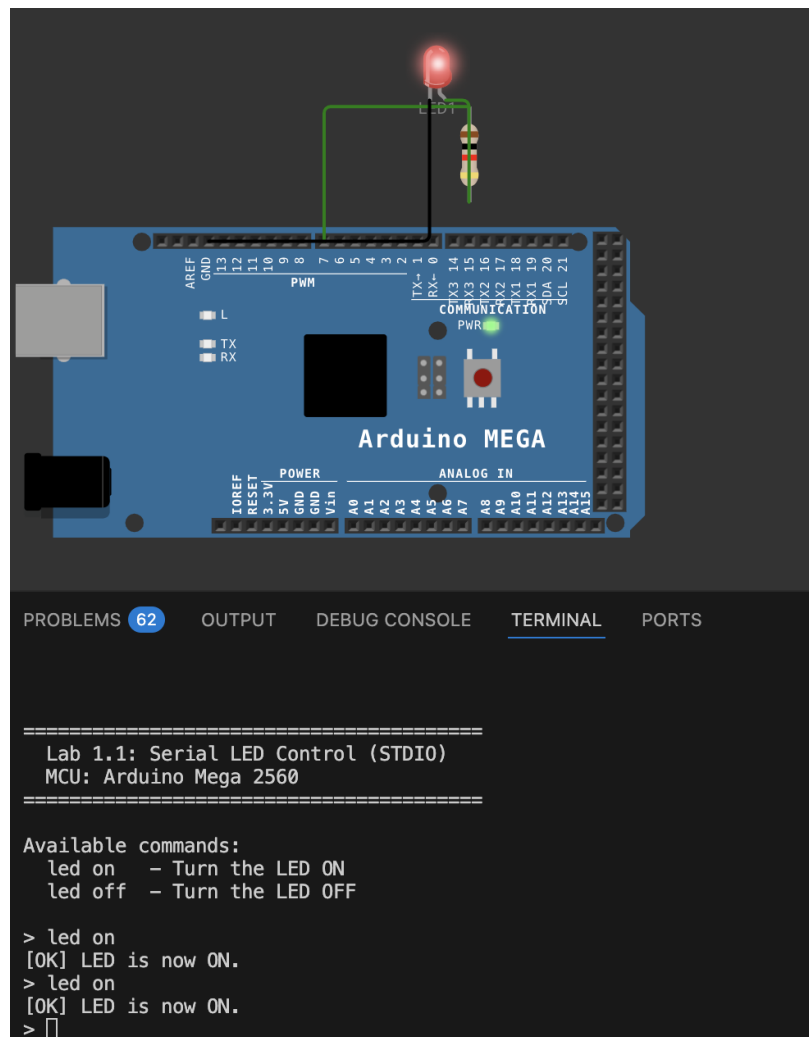 LED1
AREF
GND
13
12
11
10
9
8
7
6
5
4
3
2
TX→ 1
RX← 0
TX3 14
RX3 15
TX2 16
RX2 17
TX1 18
RX1 19
SDA 20
SCL 21
PWM
COMMUNICATION
PWR
L
TX
RX
Arduino MEGA
POWER
ANALOG IN
IOREF
RESET
3.3V
5V
GND
GND
Vin
A0
A1
A2
A3
A4
A5
A6
A7
A8
A9
A10
A11
A12
A13
A14
A15
PROBLEMS 62 OUTPUT DEBUG CONSOLE TERMINAL PORTS
========================================
Lab 1.1: Serial LED Control (STDIO)
MCU: Arduino Mega 2560
========================================
Available commands:
led on – Turn the LED ON
led off – Turn the LED OFF
> led on
[OK] LED is now ON.
> led on
[OK] LED is now ON.
>